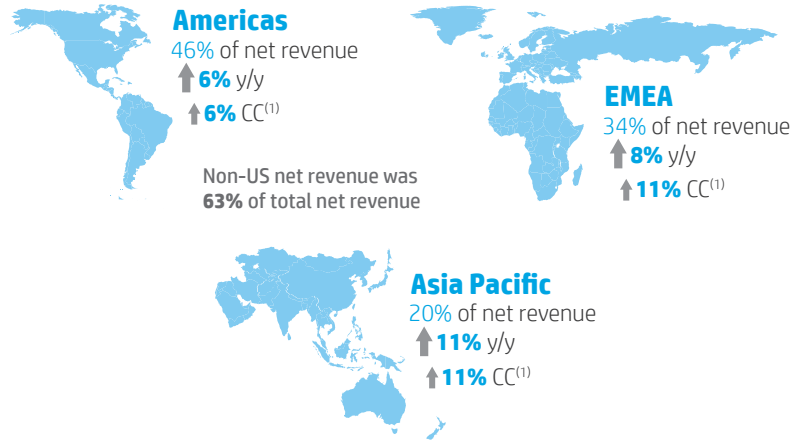 Americas
46% of net revenue
6% y/y
6% CC(1)
Non-US net revenue was
63% of total net revenue
EMEA
34% of net revenue
8% y/y
11% CC(1)
Asia Pacific
20% of net revenue
11% y/y
11% CC(1)